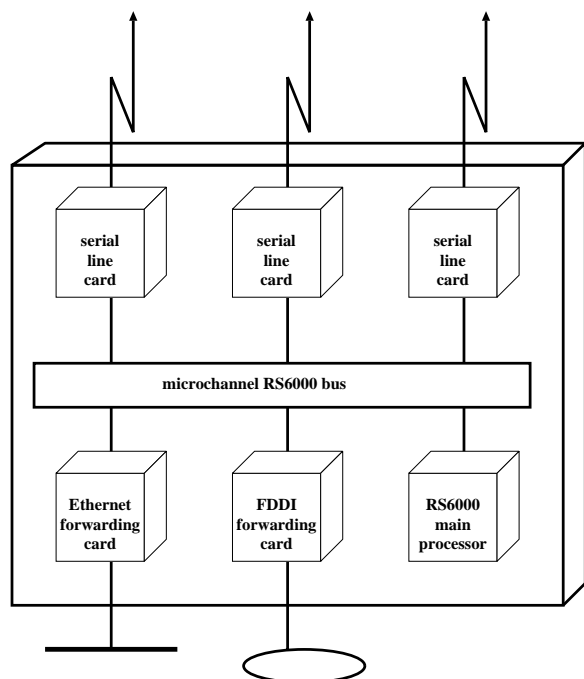 serial
line
card
serial
line
card
serial
line
card
microchannel RS6000 bus
Ethernet
forwarding
card
FDDI
forwarding
card
RS6000
main
processor